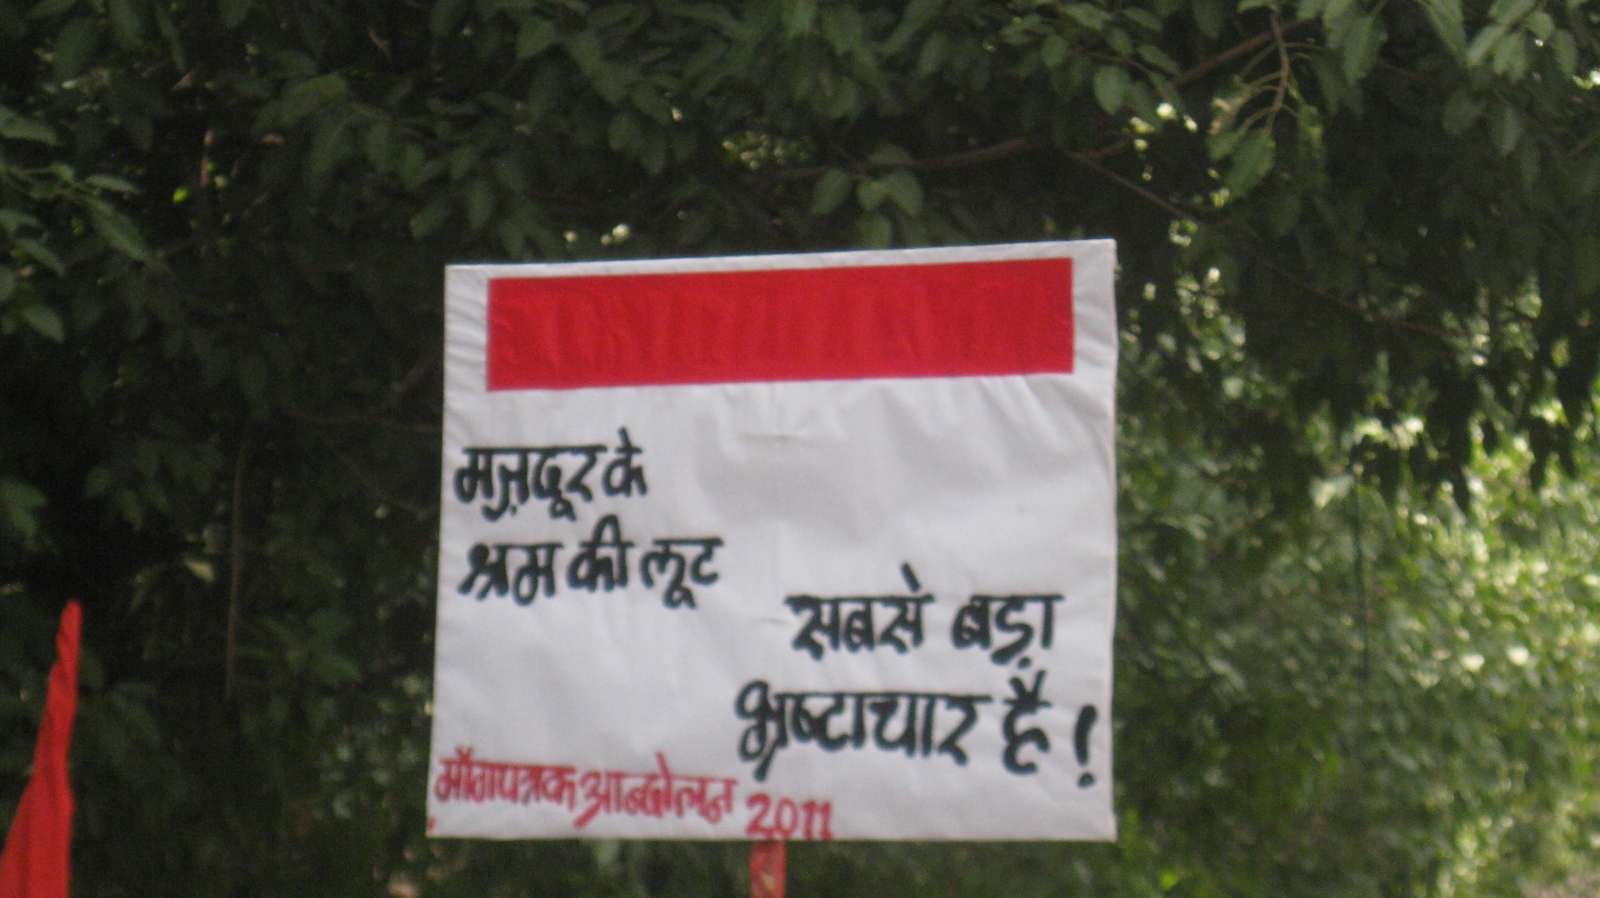 मज़दूर के
श्रम की लूट
सबसे बड़ा
भ्रष्टाचार है !
माँगपत्रक आन्दोलन 2011